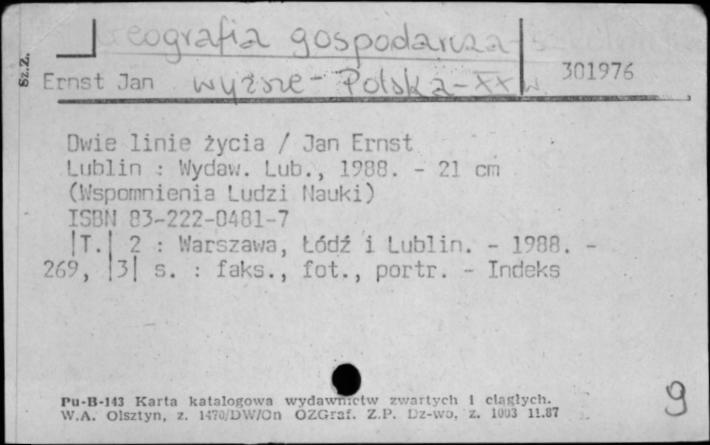 Geografia gospodarcza
Sz.Z.
Ernst Jan wyższe - Polska - XX w
301976
Dwie linie życia / Jan Ernst
Lublin : Wydaw. Lub., 1988. - 21 cm
(Wspomnienia Ludzi Nauki)
ISBN 83-222-0481-7
|T.| 2 : Warszawa, Łódź i Lublin. - 1988. -
269, |3| s. : faks., fot., portr. - Indeks
Pu-B-143 Karta katalogowa wydawnictw zwartych i ciągłych.
W.A. Olsztyn, z. 1470/DW/On OZGraf. Z.P. Dz-wo, z. 1003 11.87
9